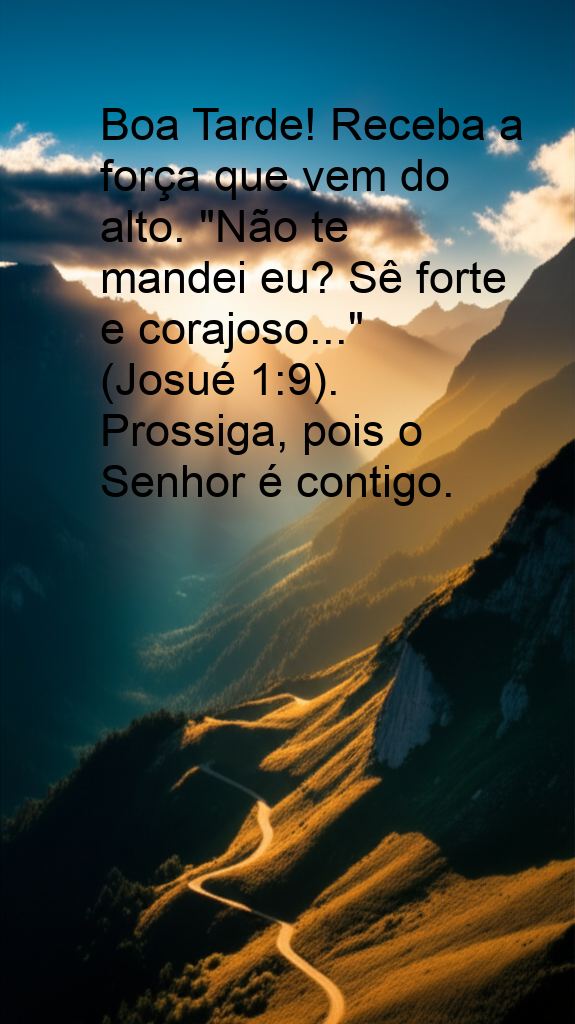 Boa Tarde! Receba a
força que vem do
alto. "Não te
mandei eu? Sê forte
e corajoso..."
(Josué 1:9).
Prossiga, pois o
Senhor é contigo.